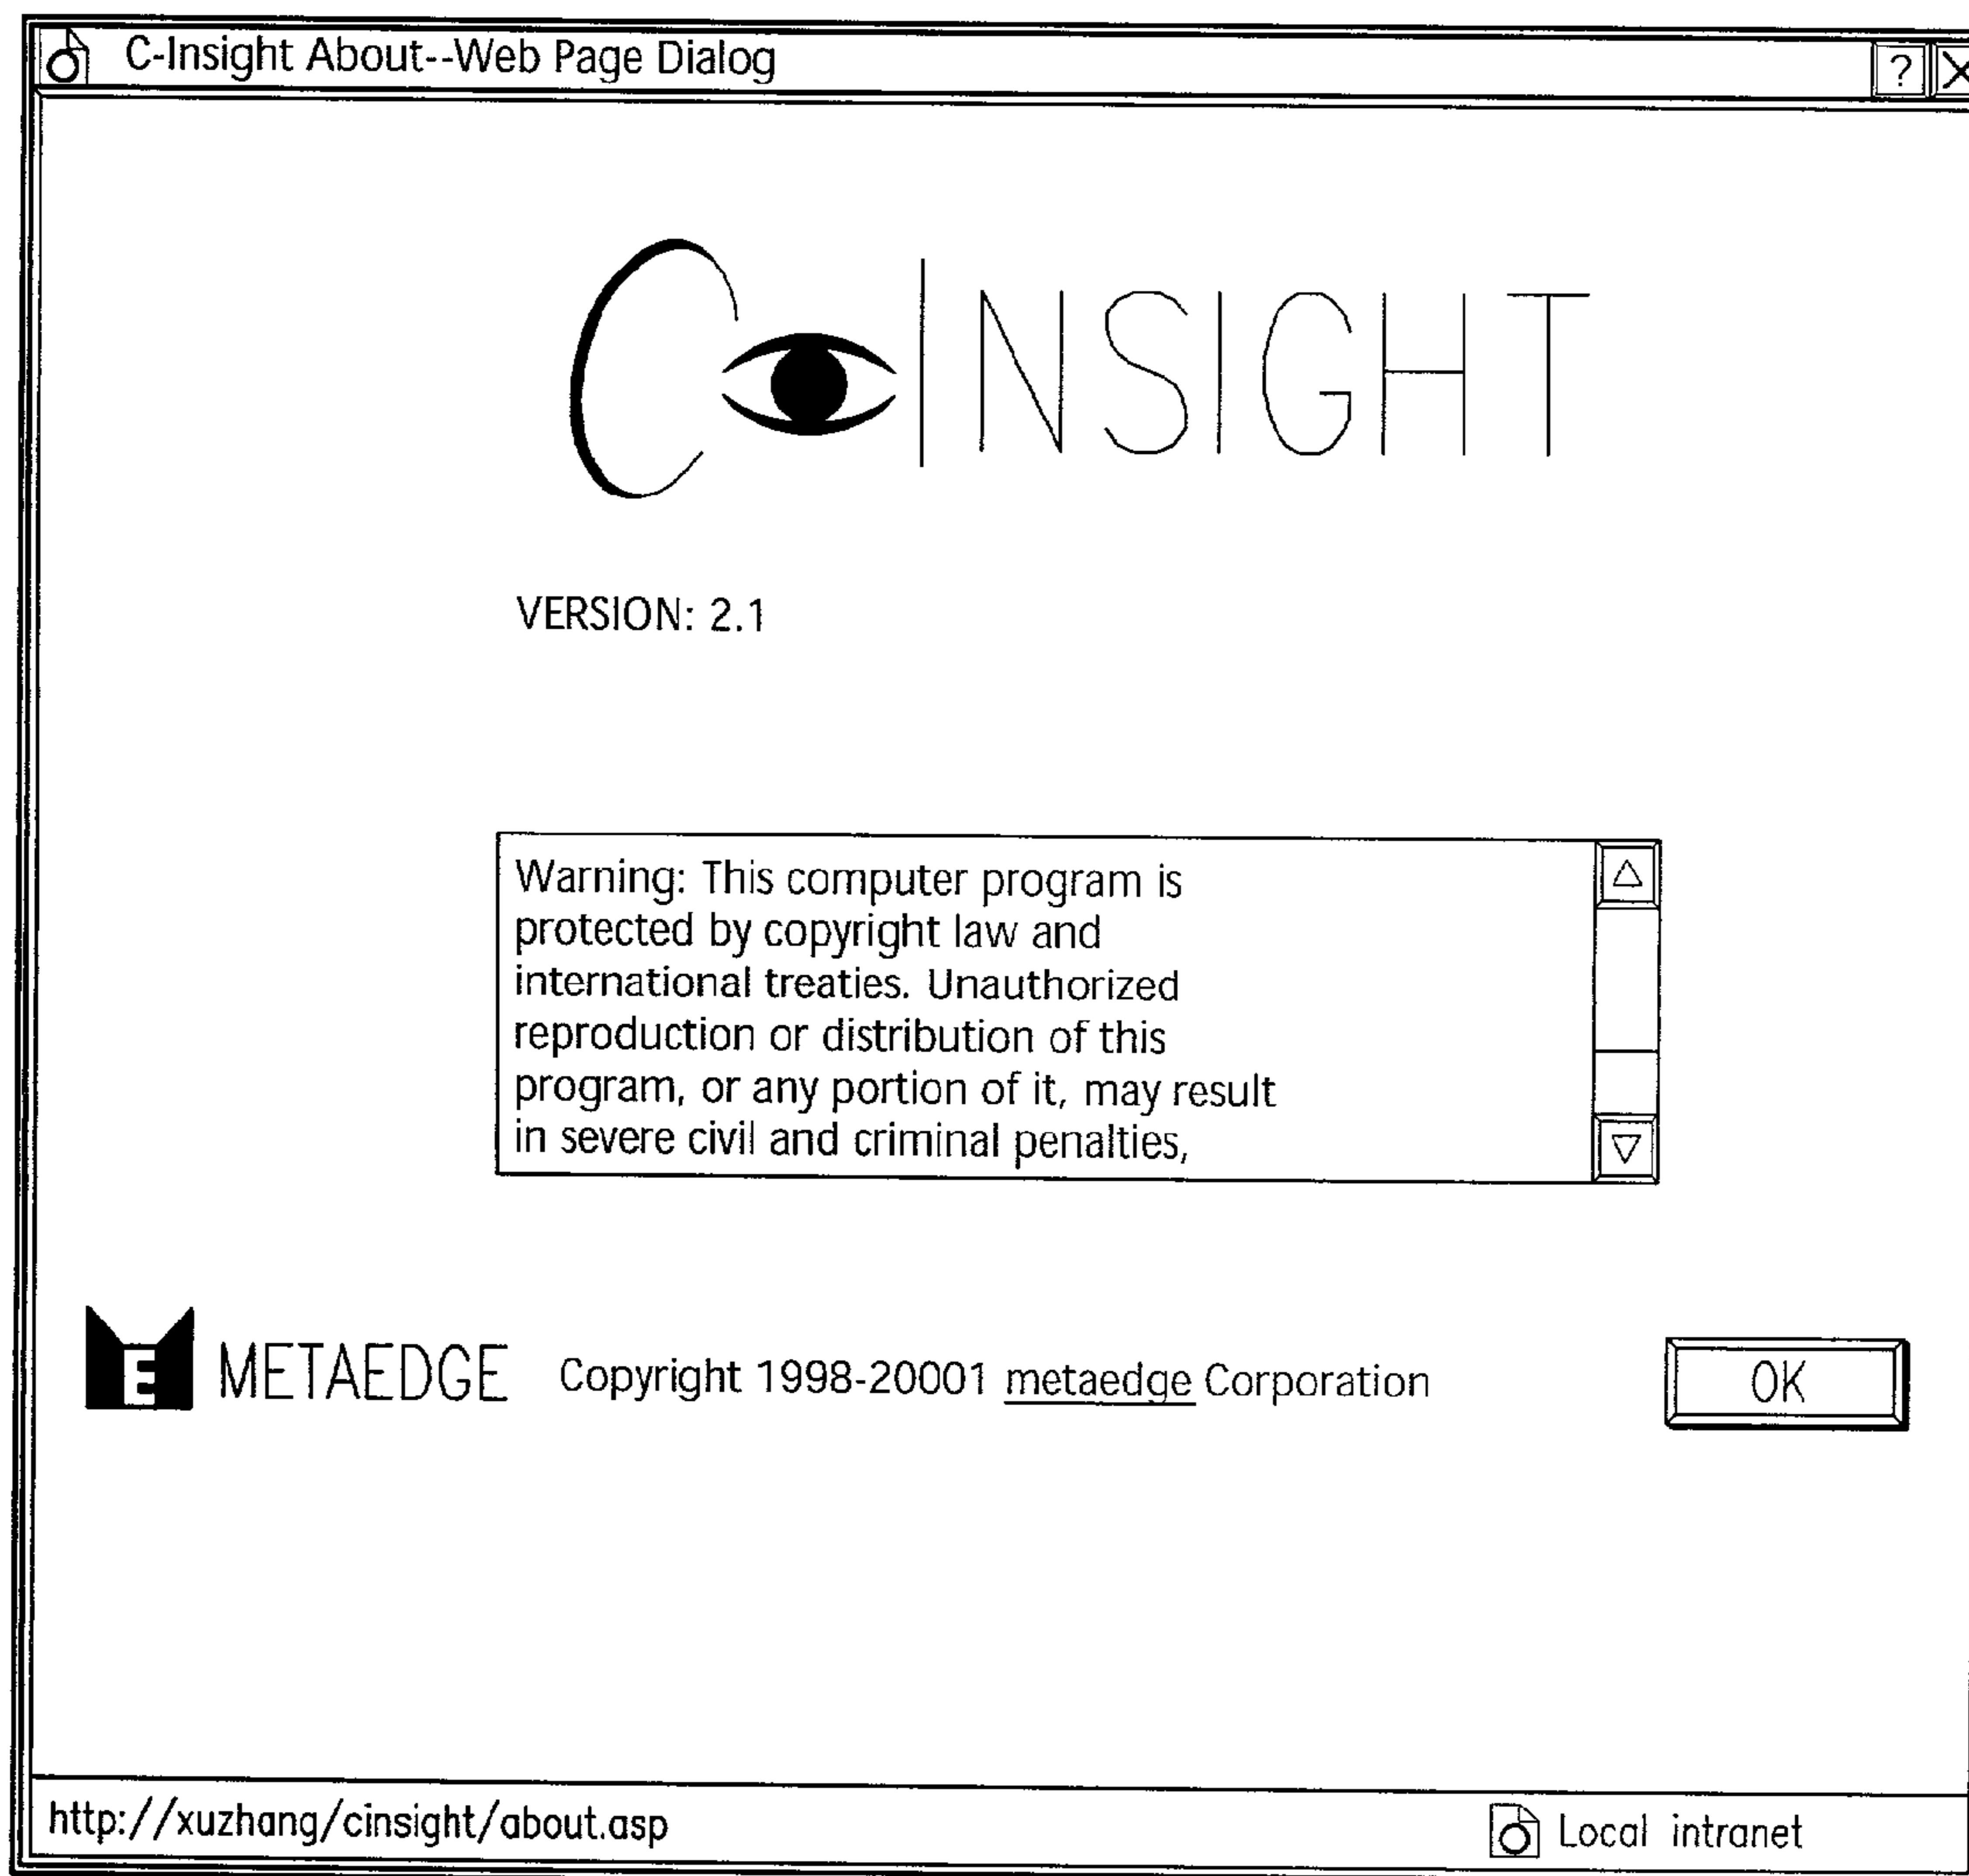 C-Insight About--Web Page Dialog ? X
C INSIGHT
VERSION: 2.1
Warning: This computer program is
protected by copyright law and
international treaties. Unauthorized
reproduction or distribution of this
program, or any portion of it, may result
in severe civil and criminal penalties,
E METAEDGE Copyright 1998-20001 metaedge Corporation OK
http://xuzhang/cinsight/about.asp Local intranet